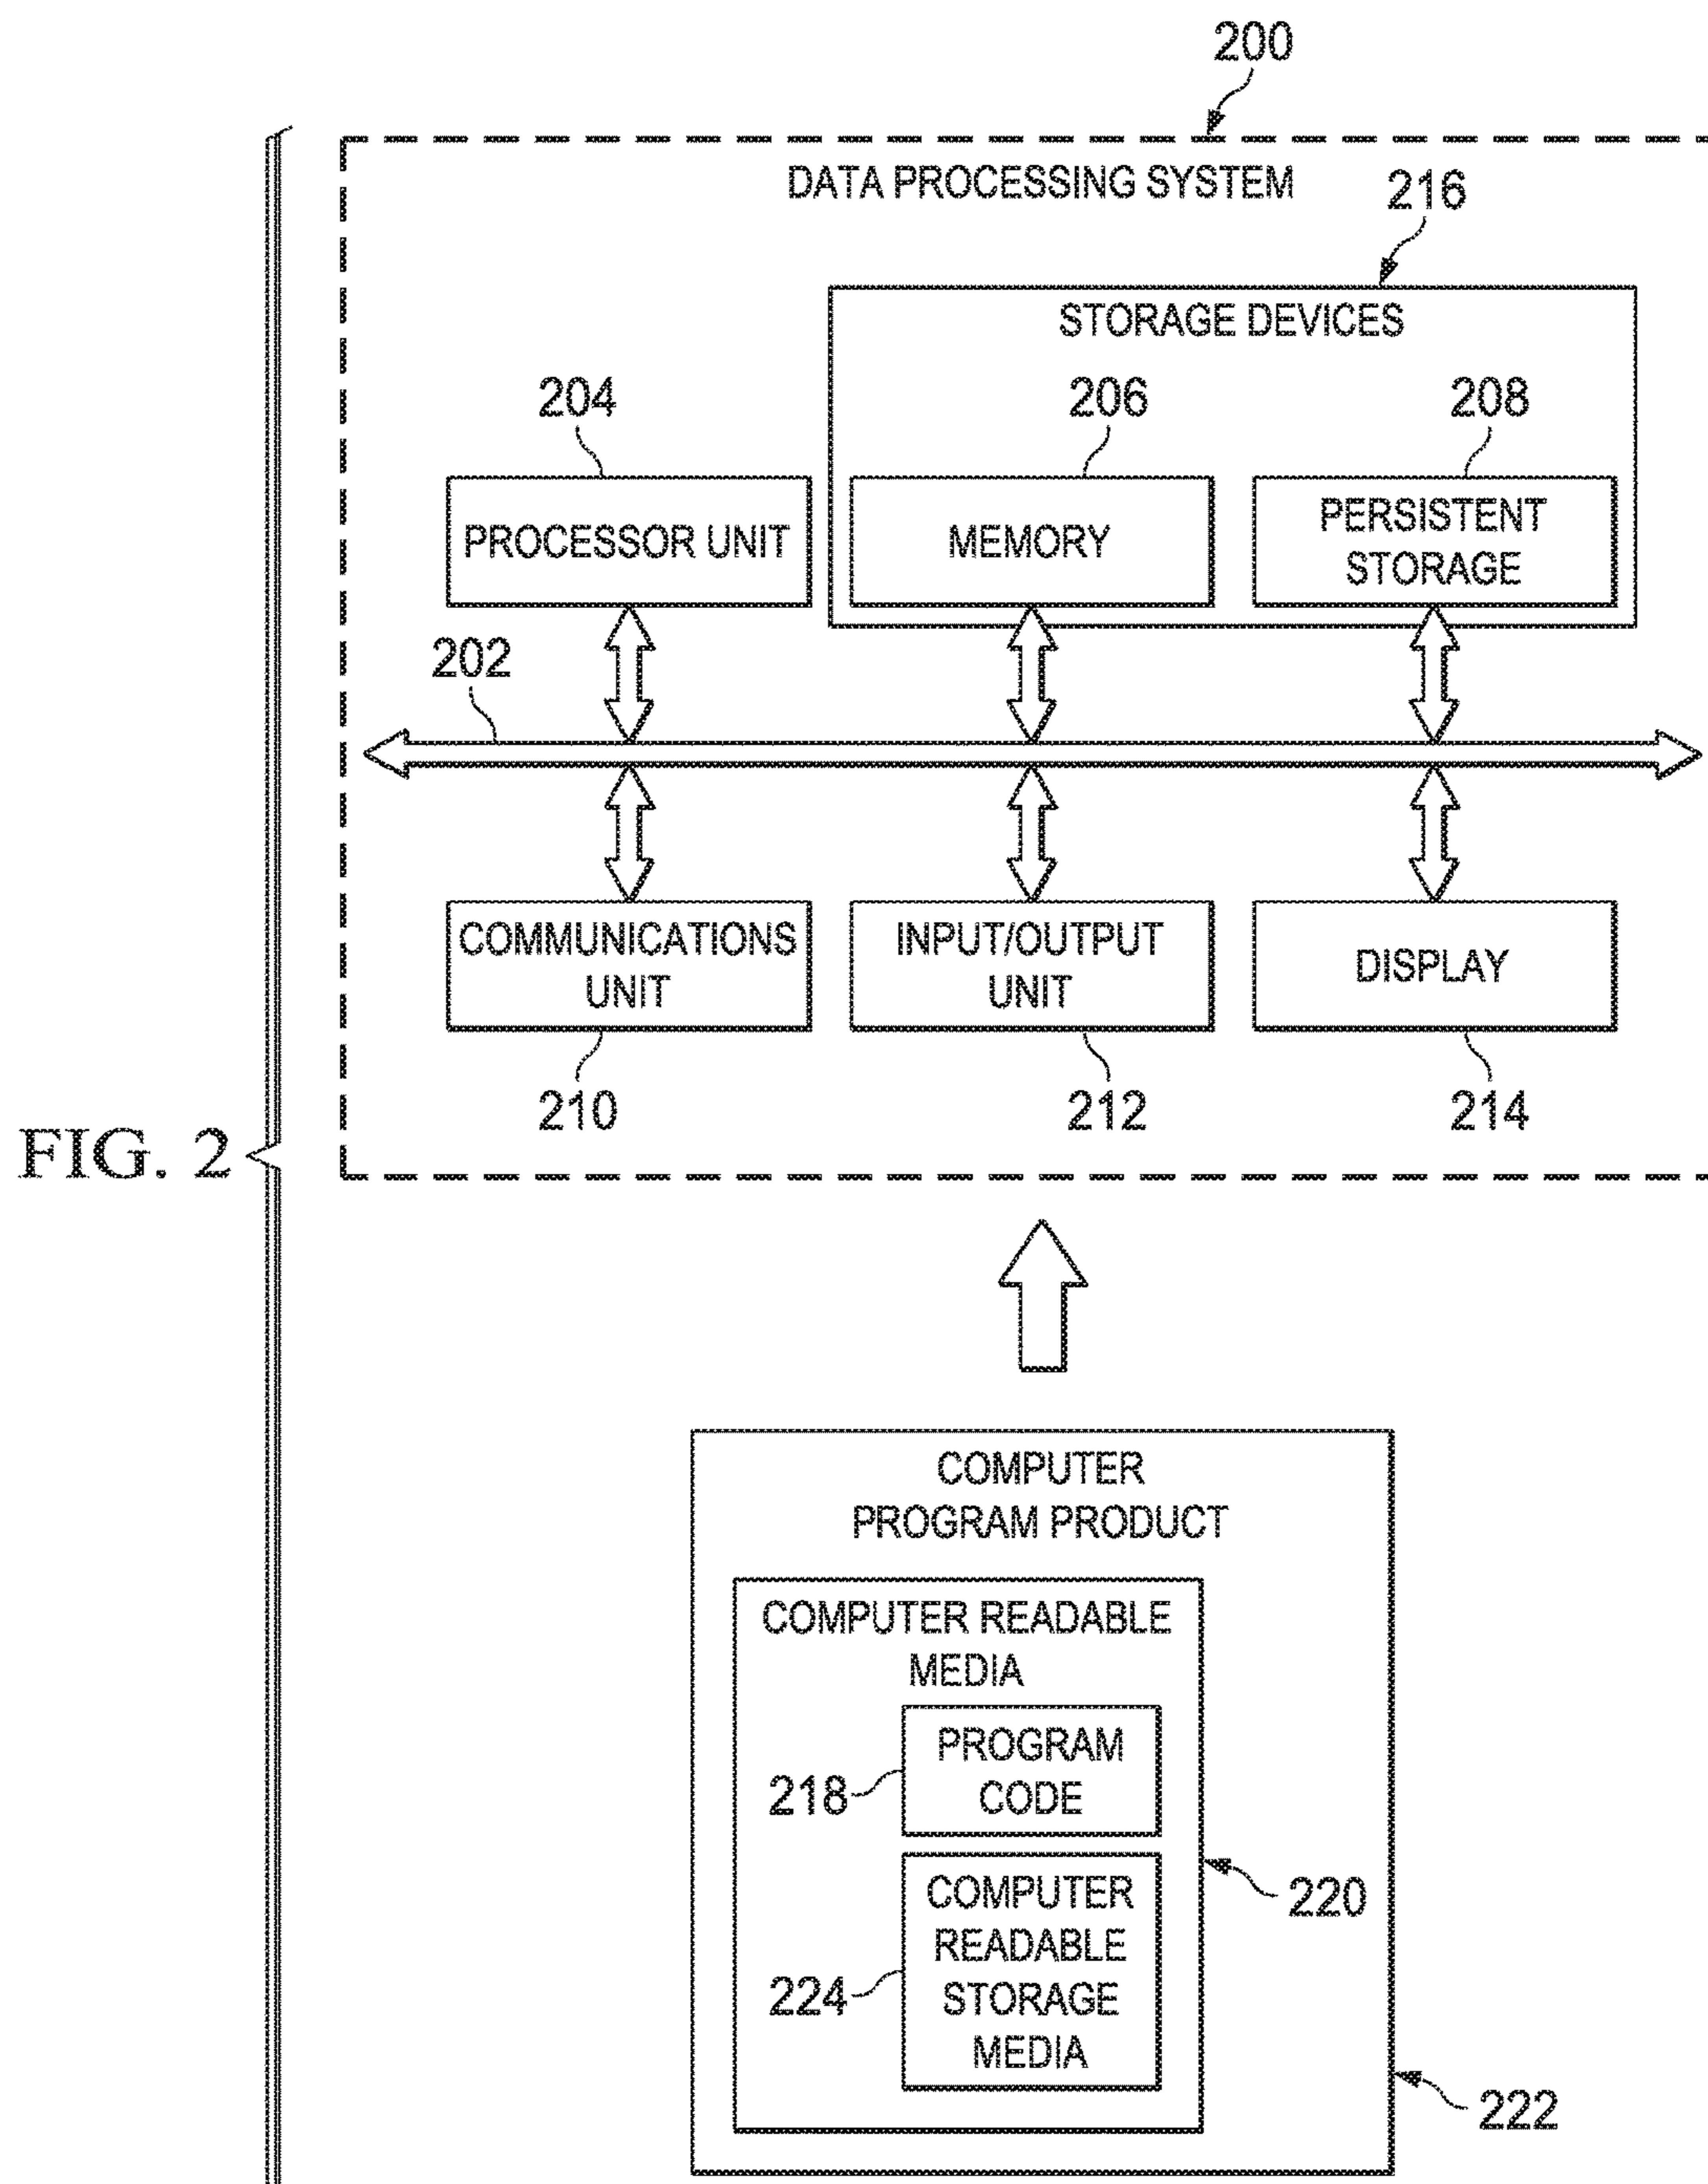 200
DATA PROCESSING SYSTEM
216
STORAGE DEVICES
204
206
208
PROCESSOR UNIT
MEMORY
PERSISTENT
STORAGE
202
COMMUNICATIONS
UNIT
INPUT/OUTPUT
UNIT
DISPLAY
210
212
214
FIG. 2
COMPUTER
PROGRAM PRODUCT
COMPUTER READABLE
MEDIA
PROGRAM
CODE
218
COMPUTER
READABLE
STORAGE
MEDIA
220
224
222